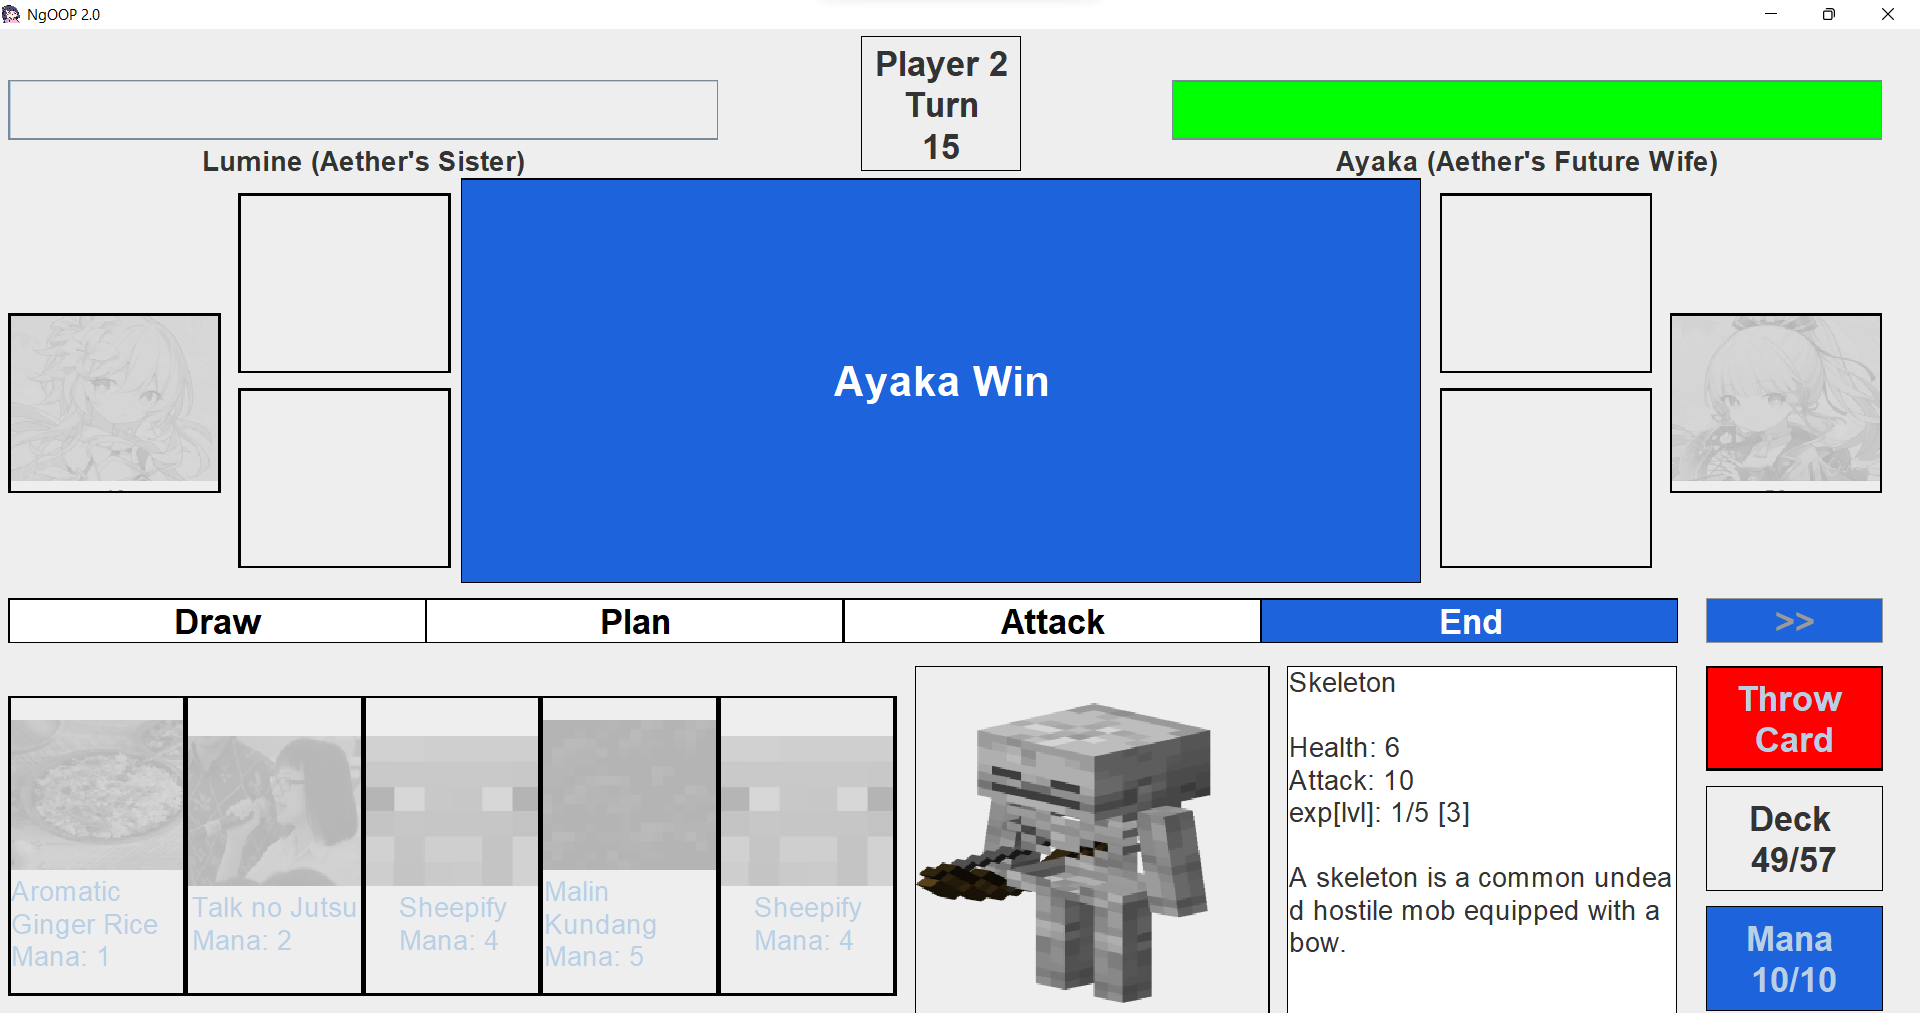 NgOOP 2.0
Player 2
Turn
15
Lumine (Aether's Sister)
Ayaka (Aether's Future Wife)
Ayaka Win
Draw
Plan
Attack
End
>>
Aromatic
Ginger Rice
Mana: 1
Talk no Jutsu
Mana: 2
Sheepify
Mana: 4
Malin
Kundang
Mana: 5
Sheepify
Mana: 4
Skeleton
Health: 6
Attack: 10
exp[lvl]: 1/5 [3]
A skeleton is a common undea
d hostile mob equipped with a
bow.
Throw
Card
Deck
49/57
Mana
10/10